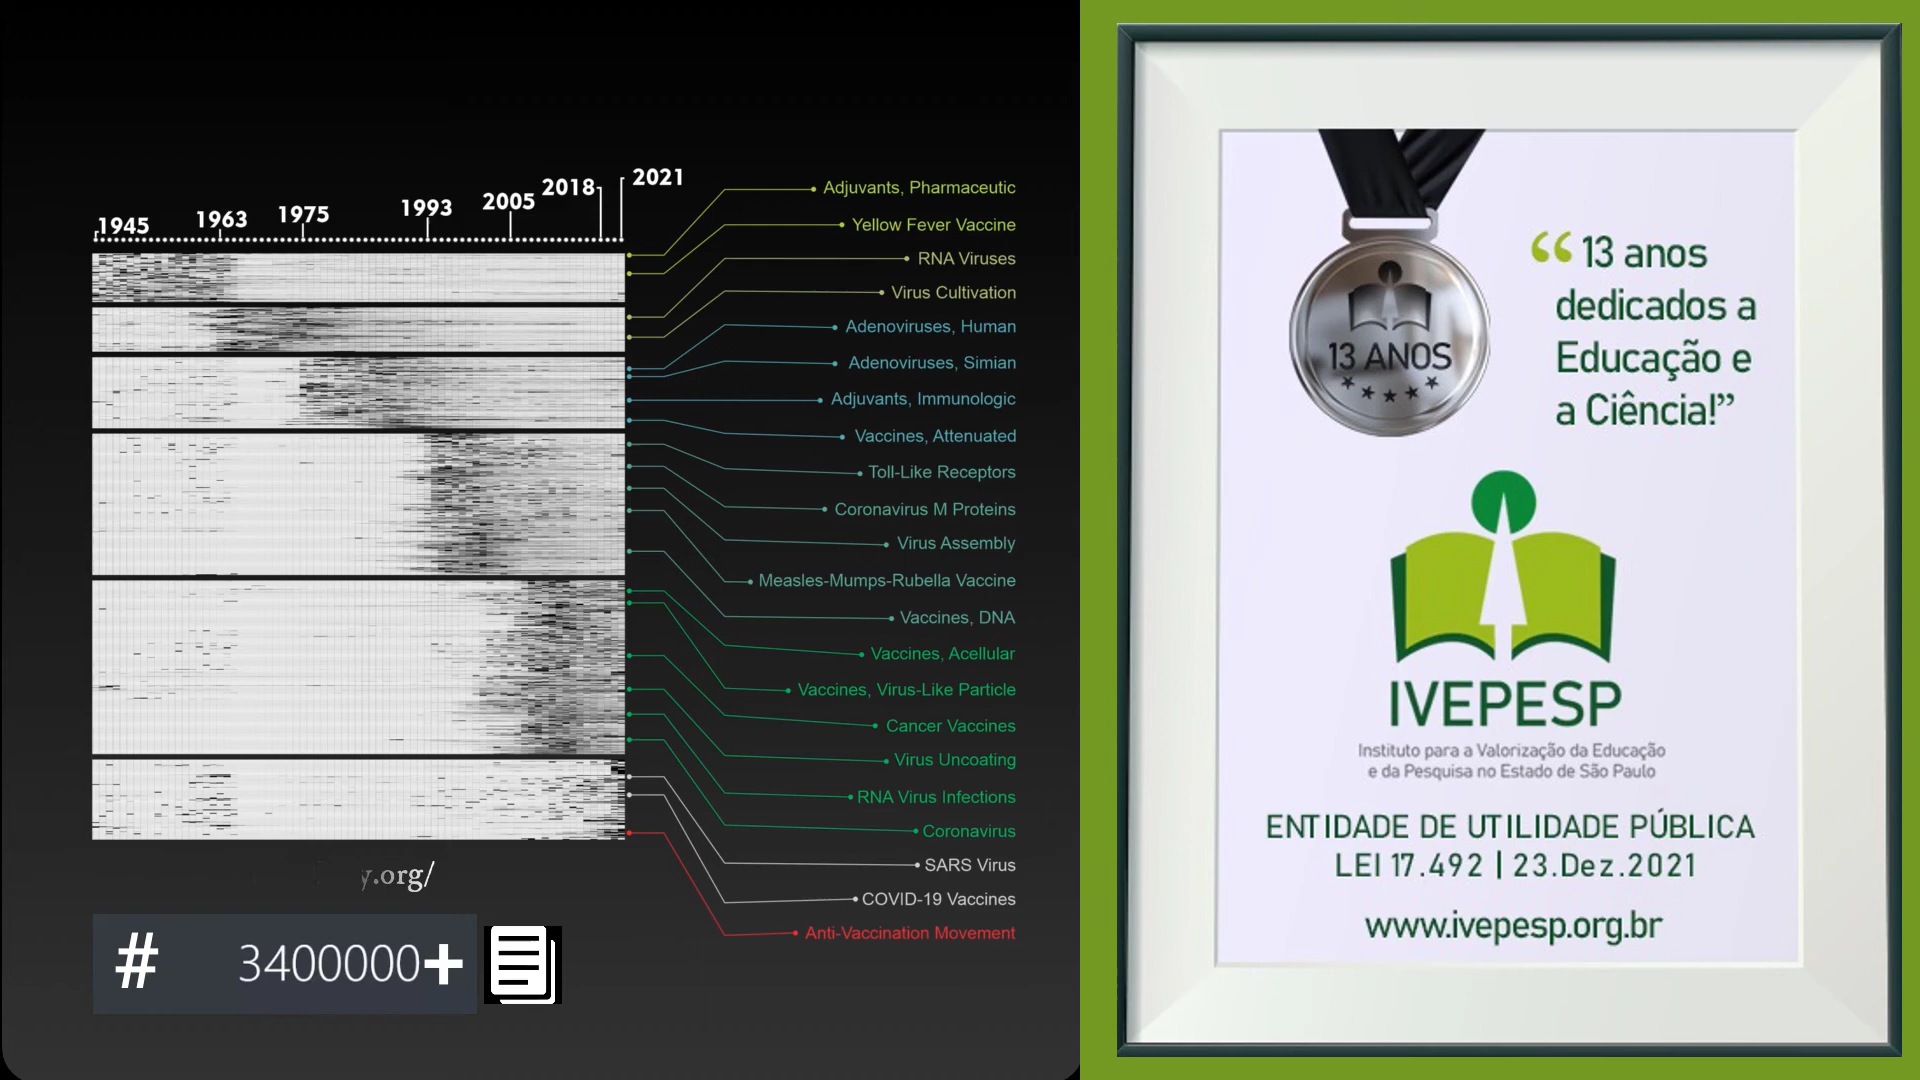 1945
1963
1975
1993
2005
2018
2021
Adjuvants, Pharmaceutic
Yellow Fever Vaccine
RNA Viruses
Virus Cultivation
Adenoviruses, Human
Adenoviruses, Simian
Adjuvants, Immunologic
Vaccines, Attenuated
Toll-Like Receptors
Coronavirus M Proteins
Virus Assembly
Measles-Mumps-Rubella Vaccine
Vaccines, DNA
Vaccines, Acellular
Vaccines, Virus-Like Particle
Cancer Vaccines
Virus Uncoating
RNA Virus Infections
Coronavirus
SARS Virus
COVID-19 Vaccines
Anti-Vaccination Movement
# 3400000+
13 ANOS
“13 anos
dedicados a
Educação e
a Ciência!”
IVEPESP
Instituto para a Valorização da Educação
e da Pesquisa no Estado de São Paulo
ENTIDADE DE UTILIDADE PÚBLICA
LEI 17.492 | 23.Dez.2021
www.ivepesp.org.br